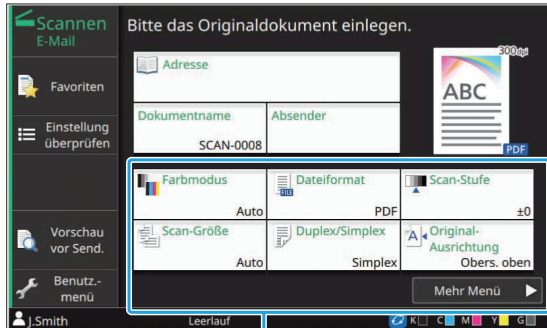 Scannen
E-Mail
Bitte das Originaldokument einlegen.
Favoriten
Einstellung
überprüfen
Vorschau
vor Send.
Benutz.-
menü
Adresse
Dokumentname
SCAN-0008
Absender
300dpi
ABC
PDF
Farbmodus
Auto
Dateiformat
FILE
PDF
Scan-Stufe
±0
Scan-Größe
Auto
Duplex/Simplex
Simplex
A
Original-
Ausrichtung
Obers. oben
Mehr Menü
J.Smith
Leerlauf
K C M Y G